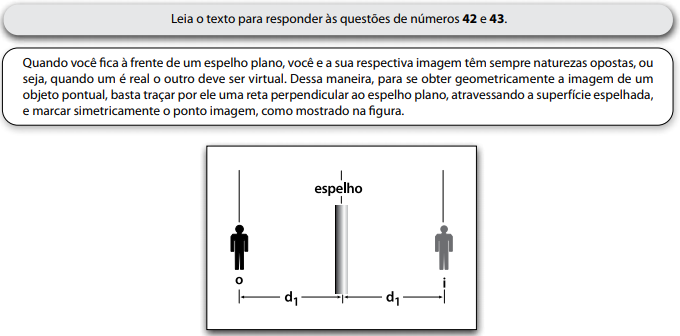 Leia o texto para responder às questões de números 42 e 43.
Quando você fica à frente de um espelho plano, você e a sua respectiva imagem têm sempre naturezas opostas, ou
seja, quando um é real o outro deve ser virtual. Dessa maneira, para se obter geometricamente a imagem de um
objeto pontual, basta traçar por ele uma reta perpendicular ao espelho plano, atravessando a superfície espelhada,
e marcar simetricamente o ponto imagem, como mostrado na figura.
espelho
o i
d₁ d₁